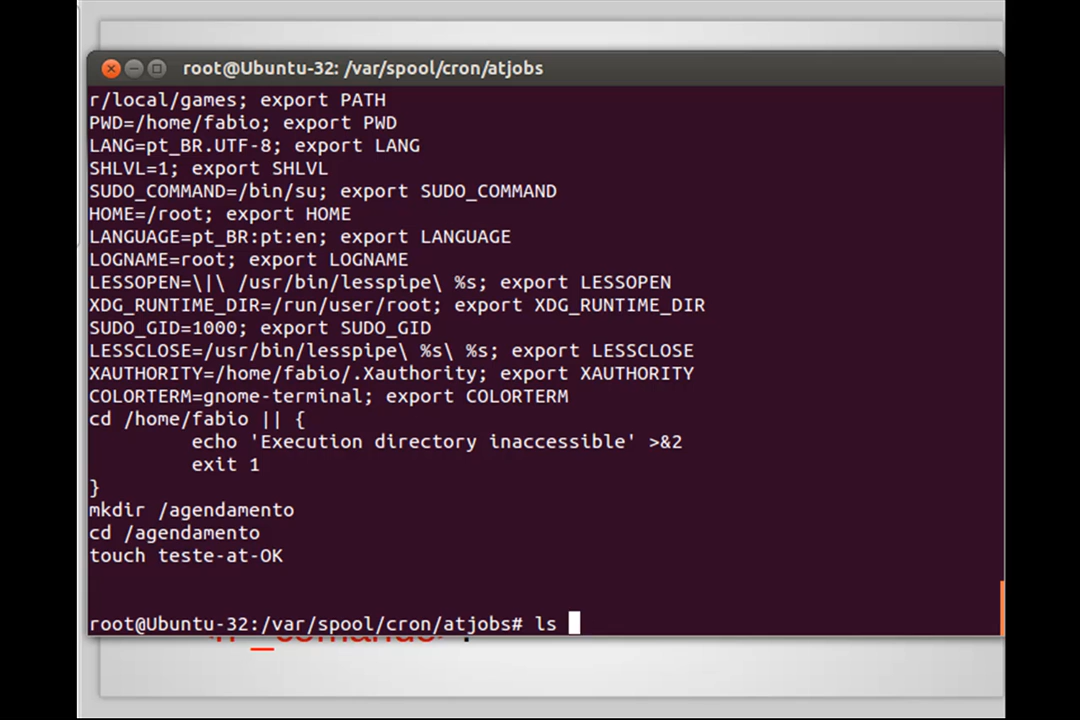 root@Ubuntu-32: /var/spool/cron/atjobs
r/local/games; export PATH
PWD=/home/fabio; export PWD
LANG=pt_BR.UTF-8; export LANG
SHLVL=1; export SHLVL
SUDO_COMMAND=/bin/su; export SUDO_COMMAND
HOME=/root; export HOME
LANGUAGE=pt_BR:pt:en; export LANGUAGE
LOGNAME=root; export LOGNAME
LESSOPEN=\|\ /usr/bin/lesspipe\ %s; export LESSOPEN
XDG_RUNTIME_DIR=/run/user/root; export XDG_RUNTIME_DIR
SUDO_GID=1000; export SUDO_GID
LESSCLOSE=/usr/bin/lesspipe\ %s\ %s; export LESSCLOSE
XAUTHORITY=/home/fabio/.Xauthority; export XAUTHORITY
COLORTERM=gnome-terminal; export COLORTERM
cd /home/fabio || {
echo 'Execution directory inaccessible' >&2
exit 1
}
mkdir /agendamento
cd /agendamento
touch teste-at-OK
root@Ubuntu-32:/var/spool/cron/atjobs# ls